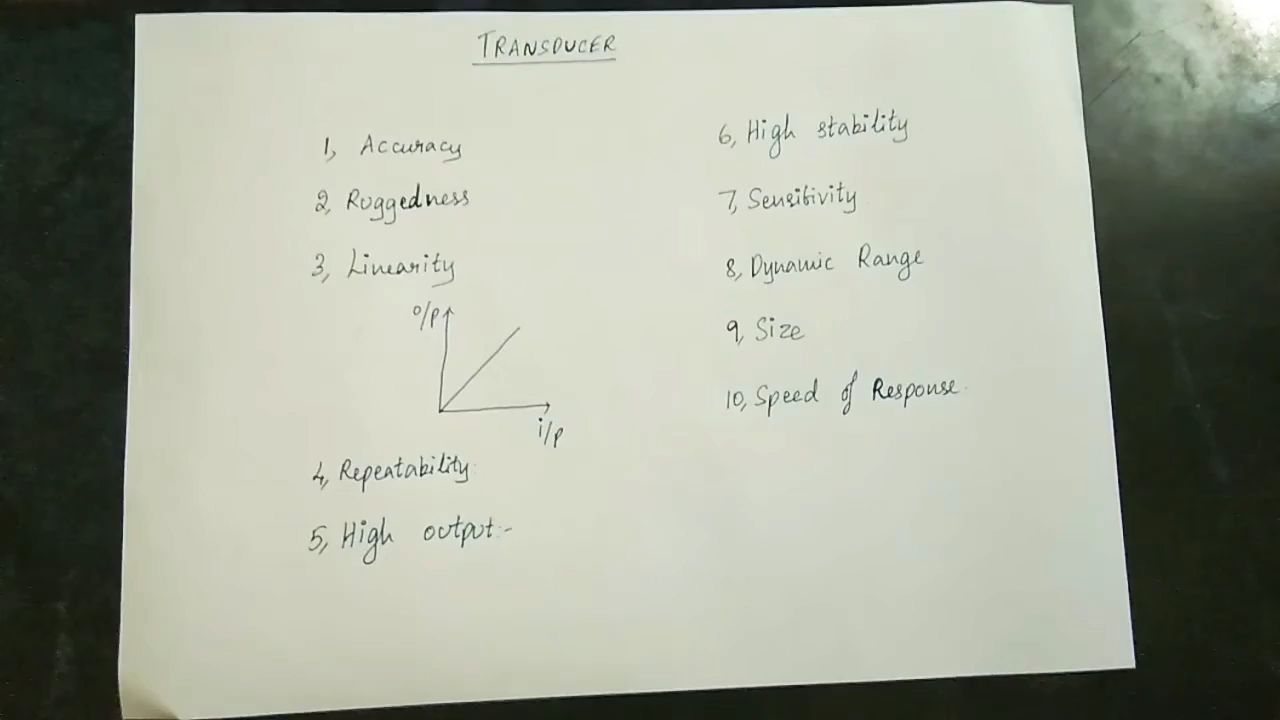 TRANSDUCER
1, Accuracy
2, Ruggedness
3, Linearity
o/p
i/p
4, Repeatability.
5, High output:-
6, High stability
7, Sensitivity
8, Dynamic Range
9, Size
10, Speed of Response.